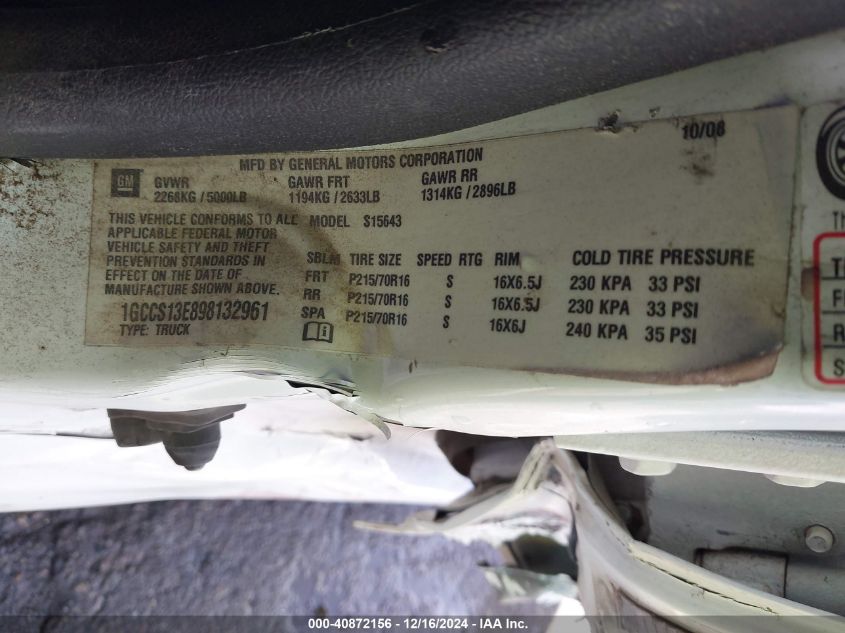 10/08
MFD BY GENERAL MOTORS CORPORATION
GM
GVWR GAWR FRT GAWR RR
2268KG / 5000LB 1194KG / 2633LB 1314KG / 2896LB
THIS VEHICLE CONFORMS TO ALL
APPLICABLE FEDERAL MOTOR
VEHICLE SAFETY AND THEFT
PREVENTION STANDARDS IN
EFFECT ON THE DATE OF
MANUFACTURE SHOWN ABOVE.
1GCCS13E898132961
TYPE: TRUCK
MODEL S15643
SBLM TIRE SIZE SPEED RTG RIM COLD TIRE PRESSURE
FRT P215/70R16 S 16X6.5J 230 KPA 33 PSI
RR P215/70R16 S 16X6.5J 230 KPA 33 PSI
SPA P215/70R16 S 16X6J 240 KPA 35 PSI
000-40872156 - 12/16/2024 - IAA Inc.